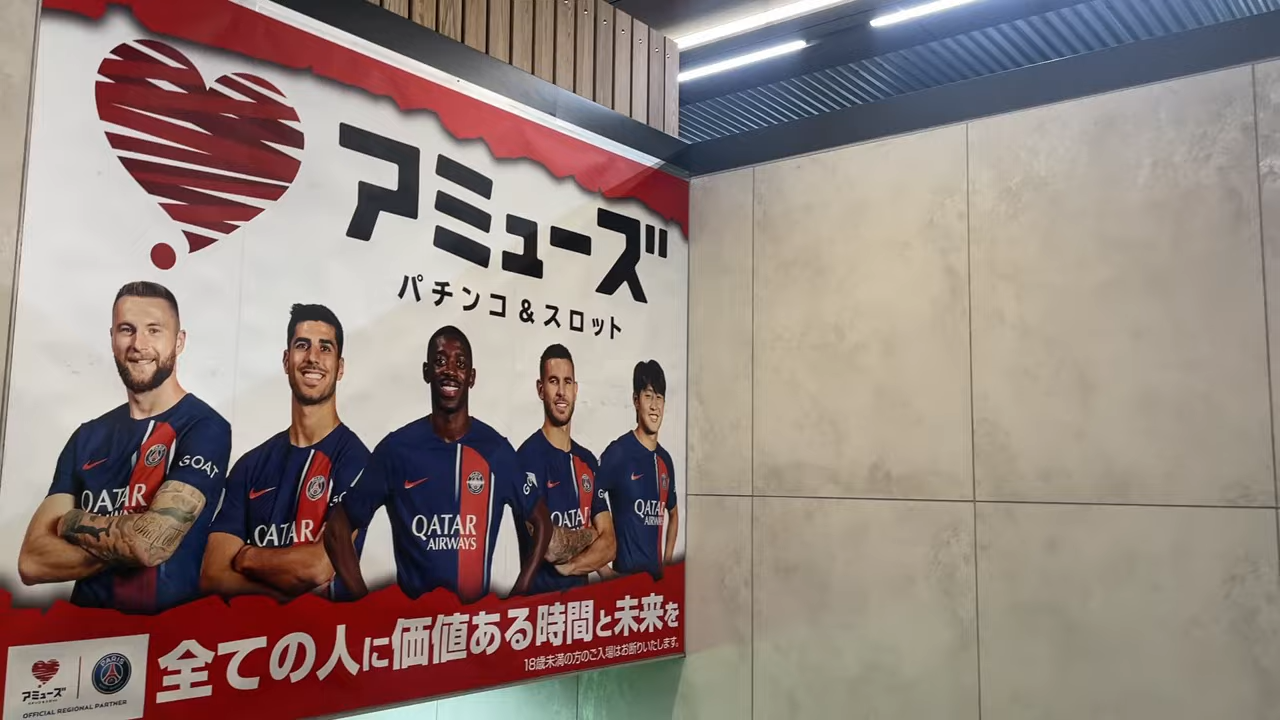 アミューズ
パチンコ&スロット
GOAT
QATAR
AIRWAYS
QATAR
QATAR
AIRWAYS
QATAR
QATAR
AIRWAYS
全ての人に価値ある時間と未来を
18歳未満の方のご入場はお断りいたします。
アミューズ
PARIS
OFFICIAL REGIONAL PARTNER